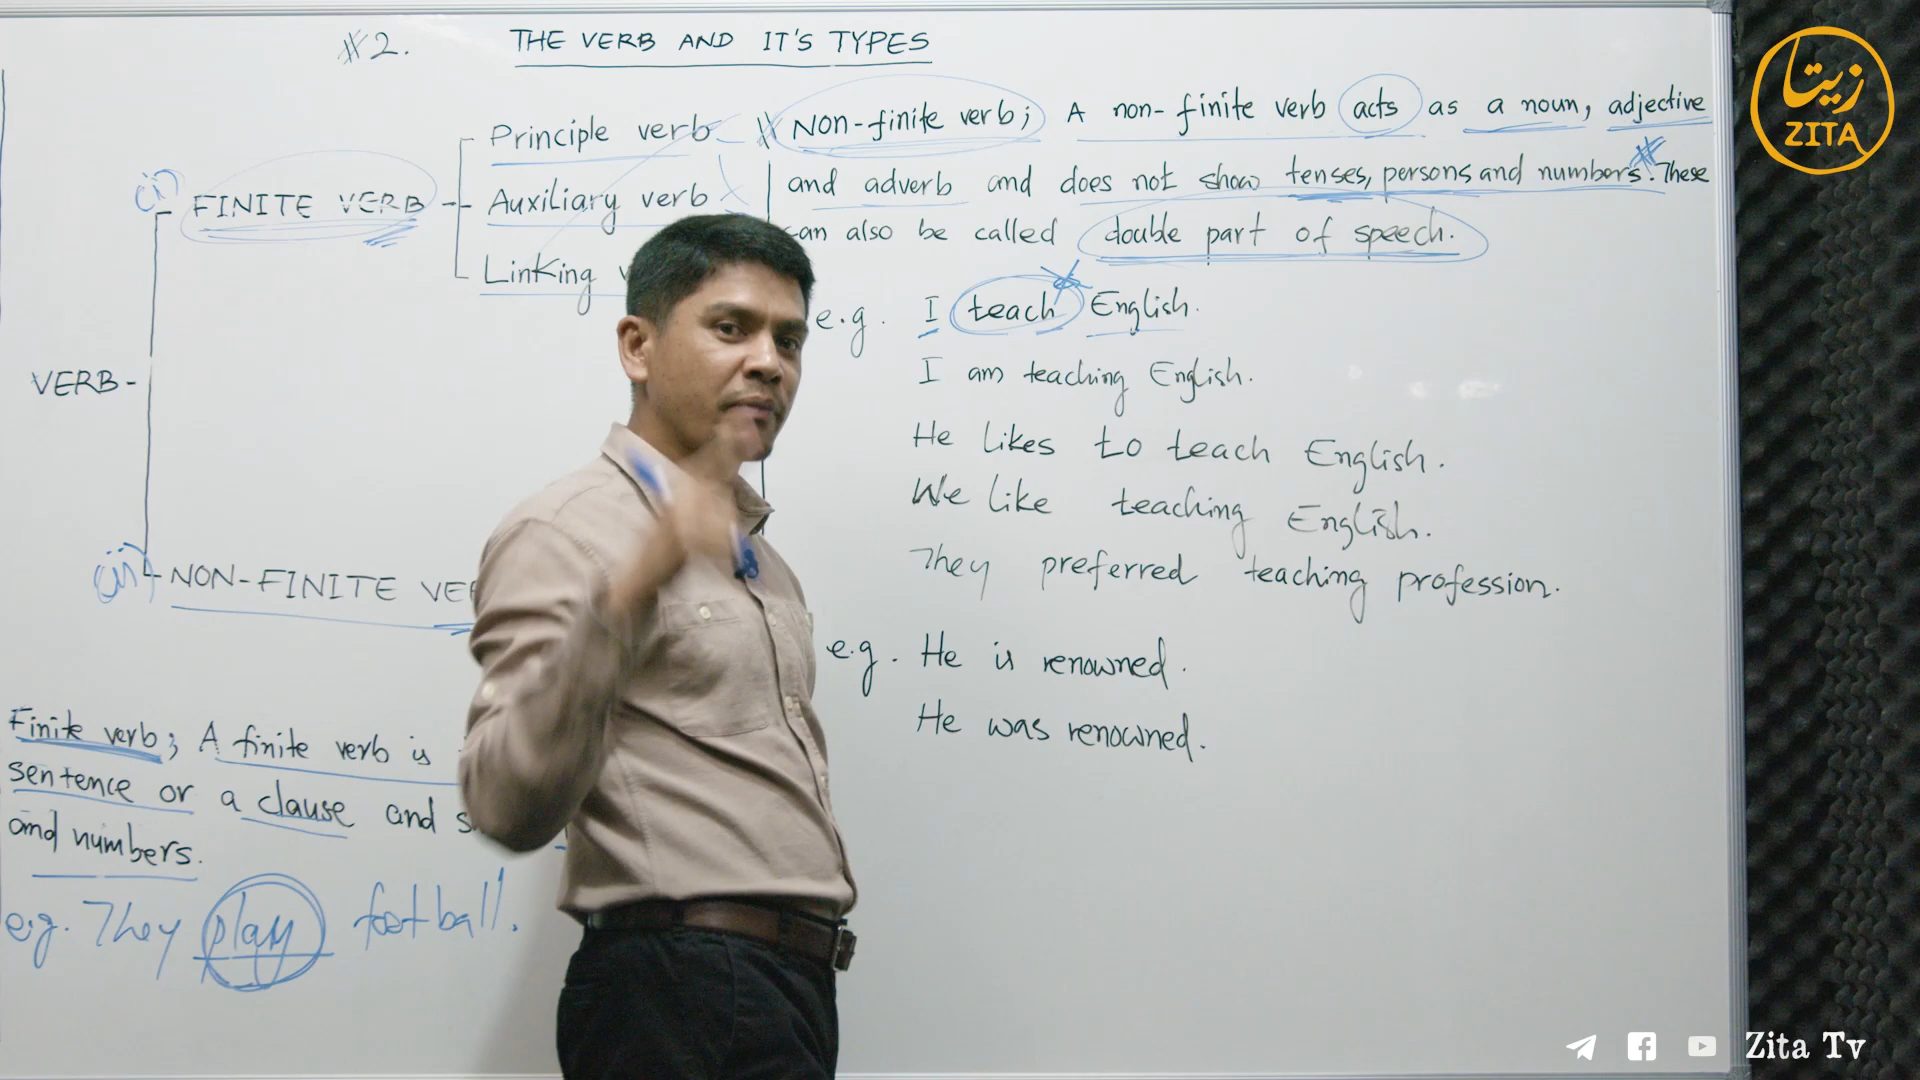 #2. THE VERB AND IT'S TYPES
VERB -
(i) FINITE VERB
Principle verb
Auxiliary verb
Linking
(ii) NON-FINITE
Finite verb; A finite verb is
sentence or a clause and
and numbers.
e.g. They play football.
# Non-finite verb; A non-finite verb acts as a noun, adjective
and adverb and does not show tenses, persons and numbers. These
can also be called double part of speech.
e.g. I teach English.
I am teaching English.
He likes to teach English.
We like teaching English.
They preferred teaching profession.
e.g. He is renowned.
He was renowned.
زيتا
ZITA
Zita Tv